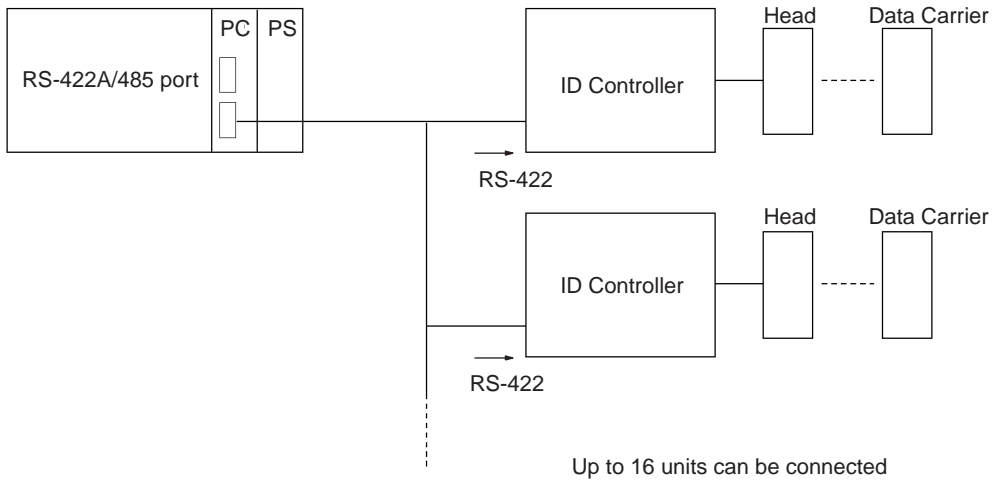 Head
Data Carrier
PC
PS
RS-422A/485 port
ID Controller
RS-422
Head
Data Carrier
ID Controller
RS-422
Up to 16 units can be connected